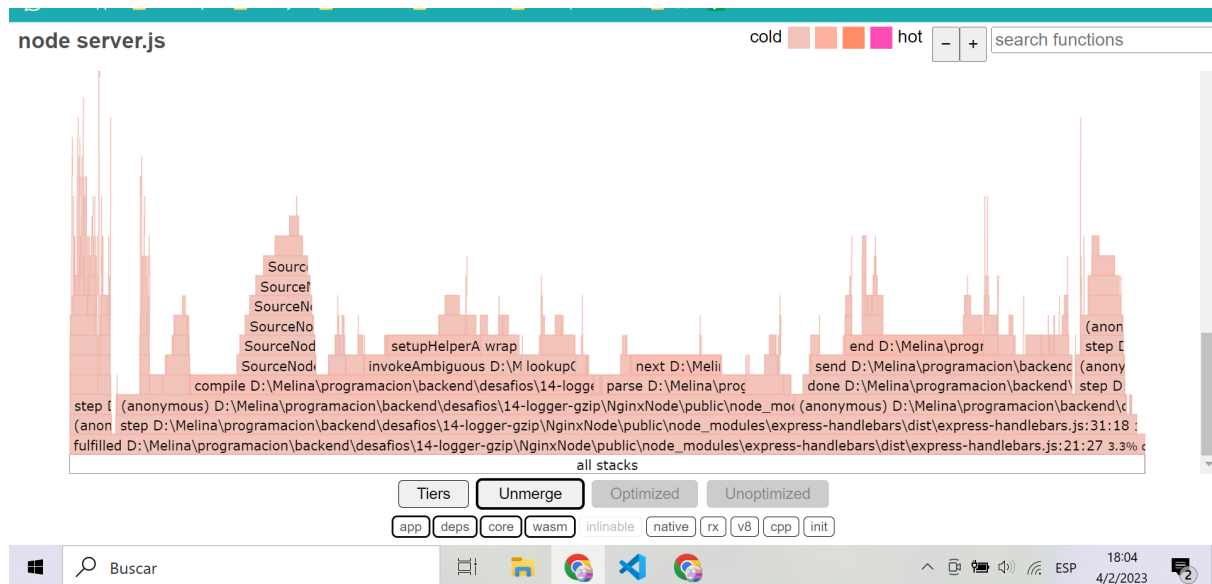 node server.js
cold hot - + search functions
Source
Sourcel
SourceN
SourceNo (anon
SourceNod setupHelperA wrap end D:\Melina\progr step D
SourceNod invokeAmbiguous D:\M lookupC next D:\Meli send D:\Melina\programacion\backend (anony
compile D:\Melina\programacion\backend\desafios\14-logge parse D:\Melina\prog done D:\Melina\programacion\backend\ step D
step D (anonymous) D:\Melina\programacion\backend\desafios\14-logger-gzip\NginxNode\public\node_mo (anonymous) D:\Melina\programacion\backend\d
(anon step D:\Melina\programacion\backend\desafios\14-logger-gzip\NginxNode\public\node_modules\express-handlebars\dist\express-handlebars.js:31:18
fulfilled D:\Melina\programacion\backend\desafios\14-logger-gzip\NginxNode\public\node_modules\express-handlebars\dist\express-handlebars.js:21:27 3.3%
all stacks
Tiers Unmerge Optimized Unoptimized
app deps core wasm inlinable native rx v8 cpp init
Buscar ESP 18:04
4/2/2023 2